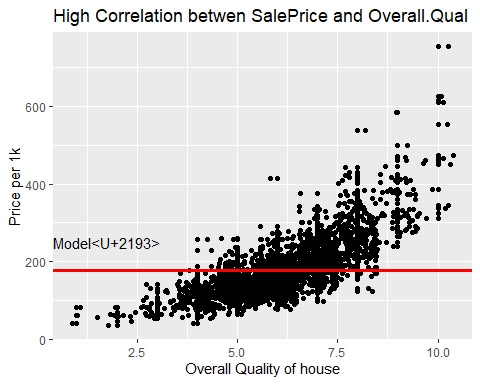 High Correlation betwen SalePrice and Overall.Qual
Price per 1k
600
400
200
0
Model<U+2193>
2.5 5.0 7.5 10.0
Overall Quality of house